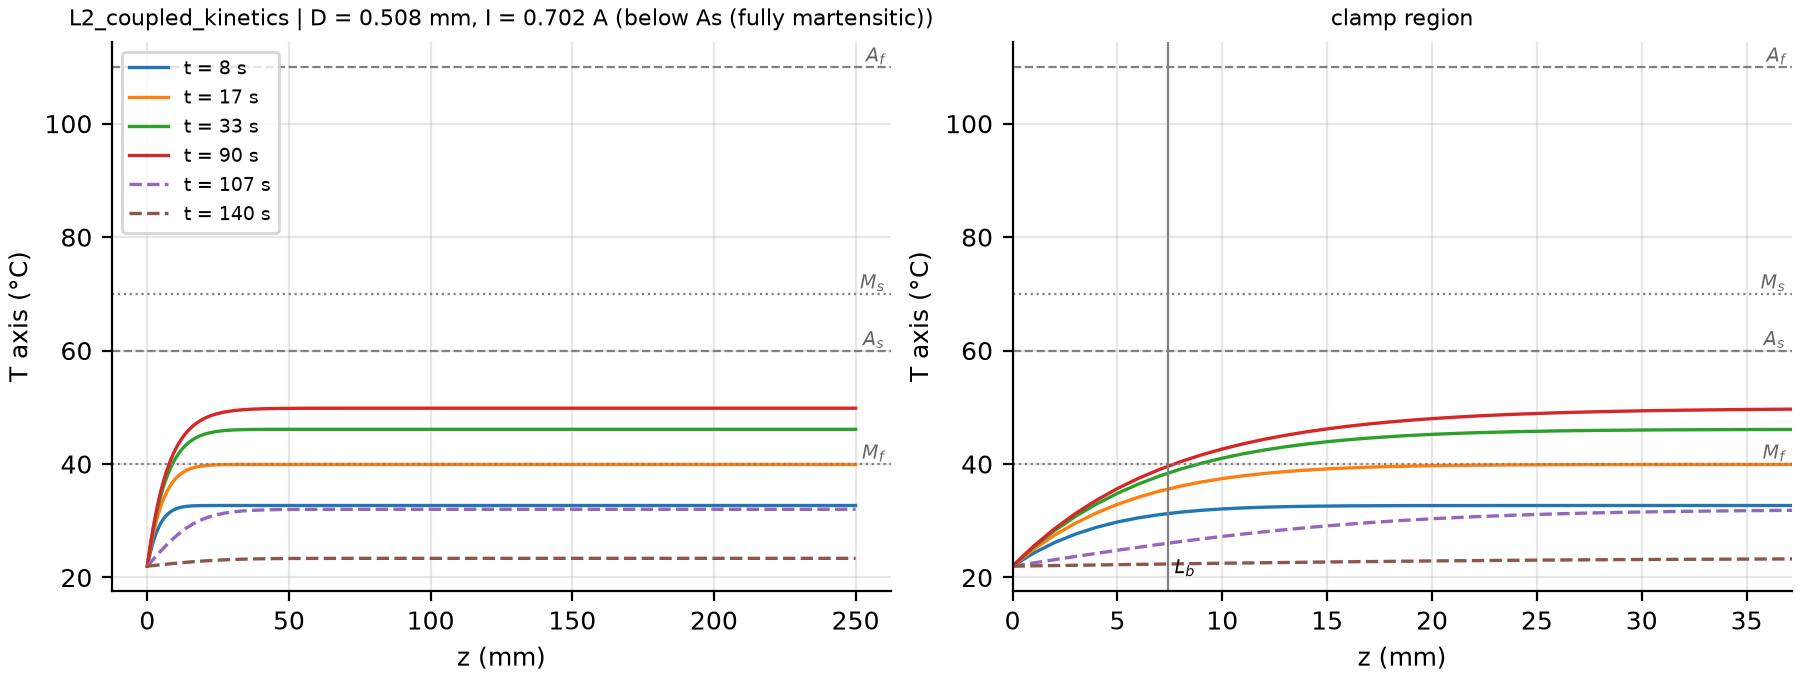 L2_coupled_kinetics | D = 0.508 mm, I = 0.702 A (below As (fully martensitic))
t = 8 s
t = 17 s
t = 33 s
t = 90 s
t = 107 s
t = 140 s
A_f
M_s
A_s
M_f
100
80
60
40
20
T axis (°C)
0 50 100 150 200 250
z (mm)
clamp region
A_f
M_s
A_s
M_f
L_b
100
80
60
40
20
T axis (°C)
0 5 10 15 20 25 30 35
z (mm)